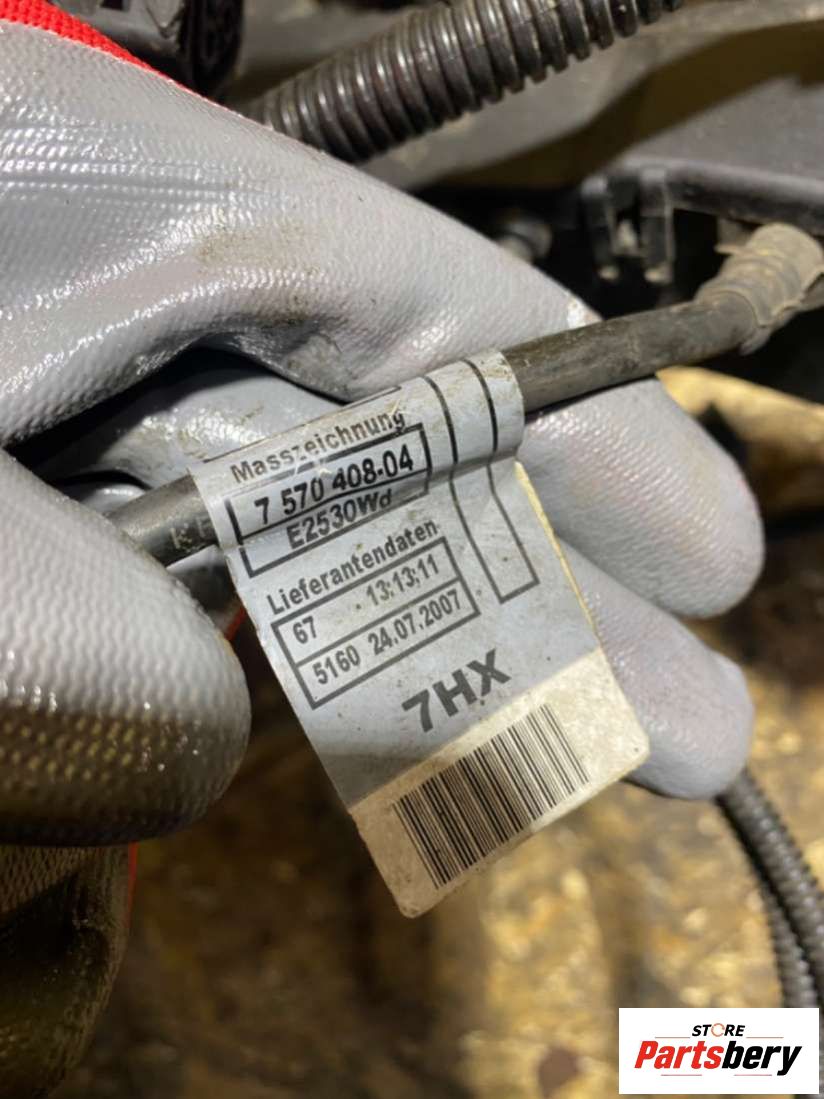 Masszeichnung
7 570 408-04
E2530Wd
Lieferantendaten
67 13:13:11
5160 24.07.2007
7HX
STORE
Partsbery